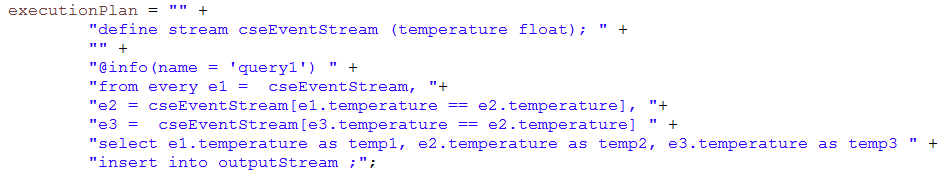 executionPlan = "" +
"define stream cseEventStream (temperature float); " +
"" +
"@info(name = 'query1') " +
"from every e1 =  cseEventStream, "+
"e2 = cseEventStream[e1.temperature == e2.temperature], "+
"e3 =  cseEventStream[e3.temperature == e2.temperature] " +
"select e1.temperature as temp1, e2.temperature as temp2, e3.temperature as temp3 " +
"insert into outputStream ;";